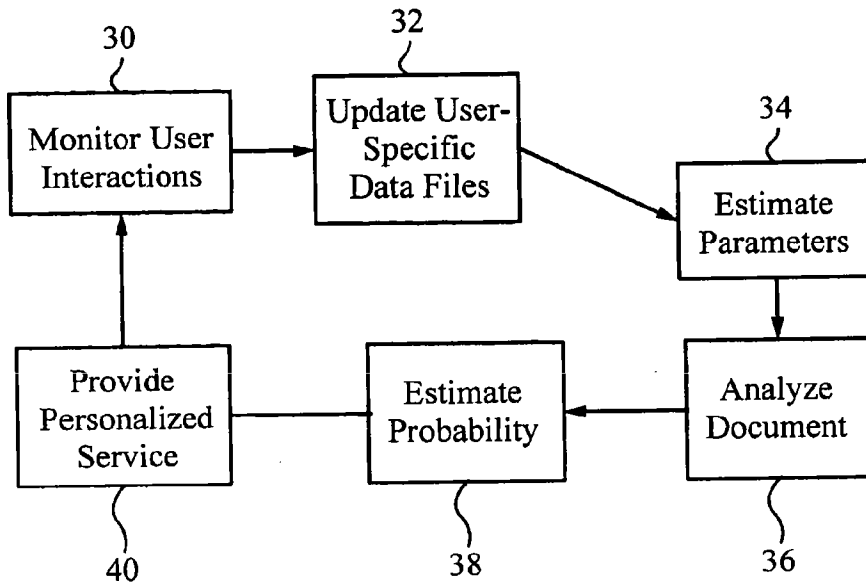 30
Monitor User
Interactions
32
Update User-
Specific
Data Files
34
Estimate
Parameters
Provide
Personalized
Service
40
Estimate
Probability
38
Analyze
Document
36